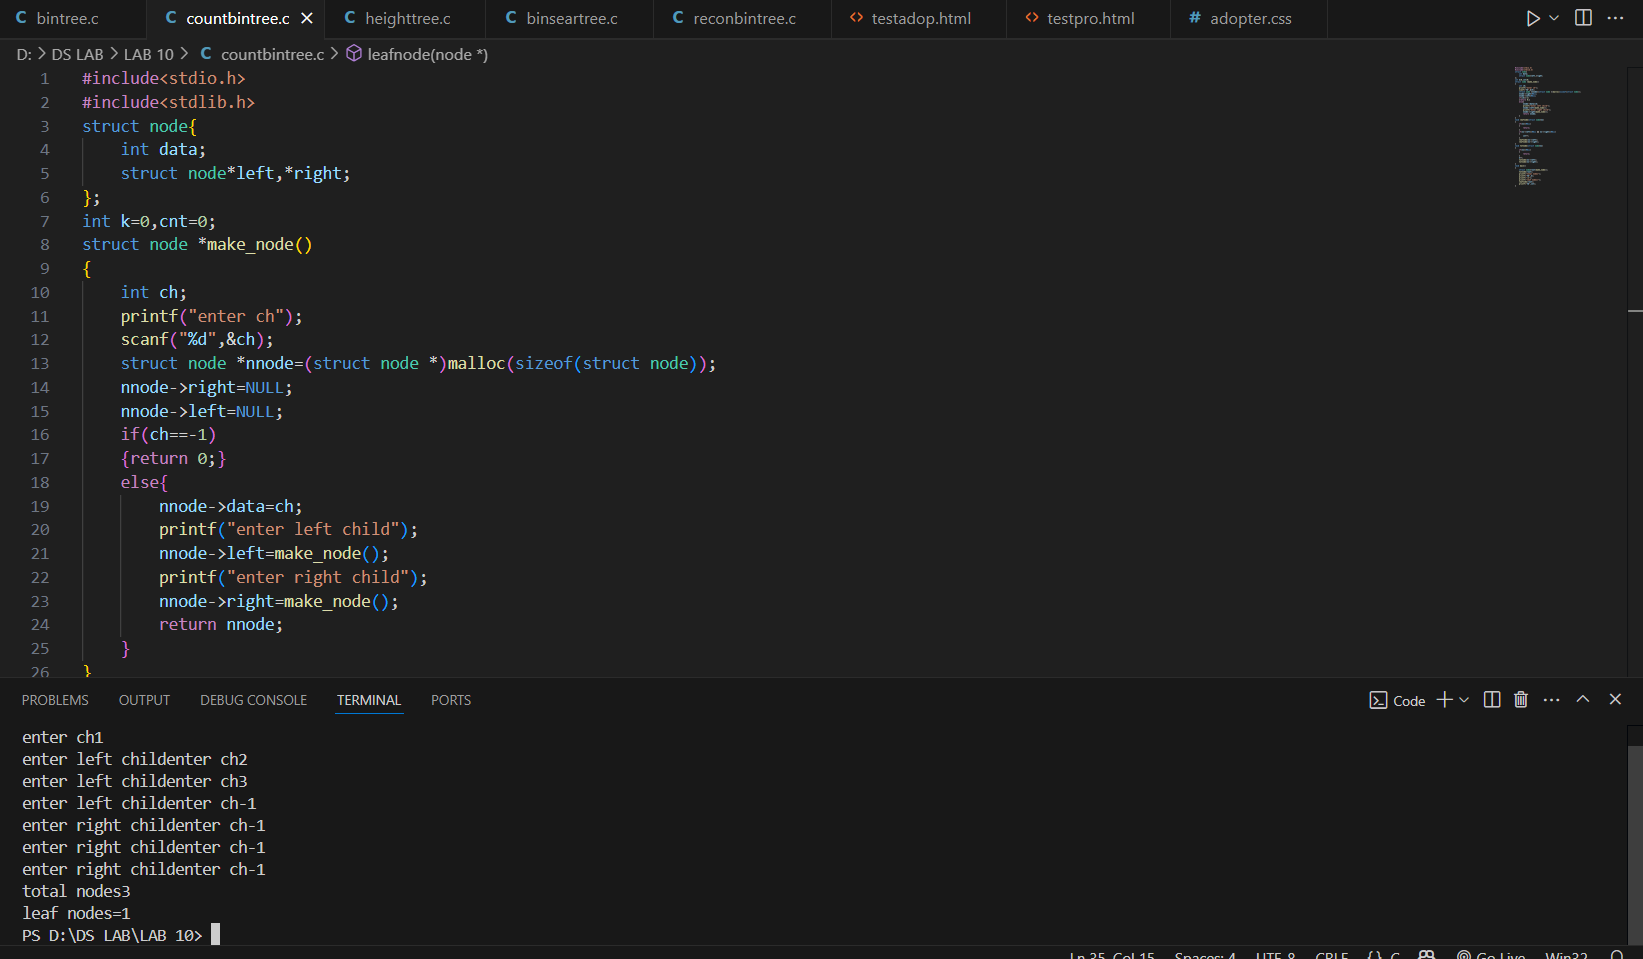 C bintree.c C countbintree.c × C heighttree.c C binseartree.c C reconbintree.c <> testadop.html <> testpro.html # adopter.css
D: > DS LAB > LAB 10 > C countbintree.c > leafnode(node *)
1 #include<stdio.h>
2 #include<stdlib.h>
3 struct node{
4 int data;
5 struct node*left,*right;
6 };
7 int k=0,cnt=0;
8 struct node *make_node()
9 {
10 int ch;
11 printf("enter ch");
12 scanf("%d",&ch);
13 struct node *nnode=(struct node *)malloc(sizeof(struct node));
14 nnode->right=NULL;
15 nnode->left=NULL;
16 if(ch==-1)
17 {return 0;}
18 else{
19 nnode->data=ch;
20 printf("enter left child");
21 nnode->left=make_node();
22 printf("enter right child");
23 nnode->right=make_node();
24 return nnode;
25 }
26 }
PROBLEMS OUTPUT DEBUG CONSOLE TERMINAL PORTS Code
enter ch1
enter left childenter ch2
enter left childenter ch3
enter left childenter ch-1
enter right childenter ch-1
enter right childenter ch-1
enter right childenter ch-1
total nodes3
leaf nodes=1
PS D:\DS LAB\LAB 10>
Ln 35, Col 15 Spaces: 4 UTF-8 CRLF {} C Go Live Win32